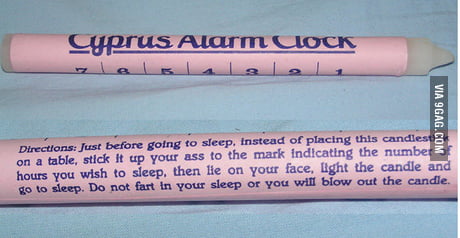 Cyprus Alarm Clock
7 6 5 4 3 2 1
Directions: Just before going to sleep, instead of placing this
on a table, stick it up your ass to the mark indicating the number
hours you wish to sleep, then lie on your face, light the candle and
go to sleep. Do not fart in your sleep or you will blow out the candle.
VIA 9GAG.COM